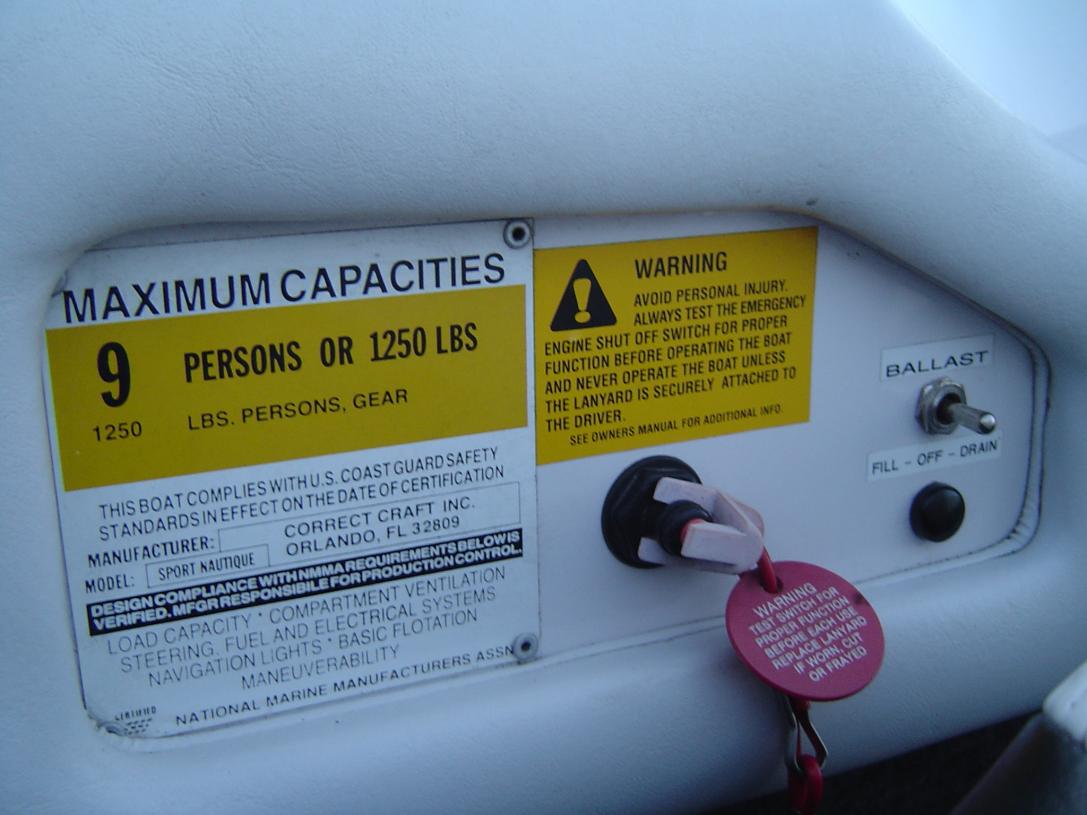 MAXIMUM CAPACITIES
9 PERSONS OR 1250 LBS
1250 LBS. PERSONS, GEAR
THIS BOAT COMPLIES WITH U.S. COAST GUARD SAFETY
STANDARDS IN EFFECT ON THE DATE OF CERTIFICATION
MANUFACTURER: CORRECT CRAFT INC.
ORLANDO, FL 32809
MODEL: SPORT NAUTIQUE
DESIGN COMPLIANCE WITH NMMA REQUIREMENTS BELOW IS
VERIFIED. MFGR RESPONSIBILE FOR PRODUCTION CONTROL.
LOAD CAPACITY * COMPARTMENT VENTILATION
STEERING, FUEL AND ELECTRICAL SYSTEMS
NAVIGATION LIGHTS * BASIC FLOTATION
MANEUVERABILITY
NATIONAL MARINE MANUFACTURERS ASSN
CERTIFIED
WARNING
AVOID PERSONAL INJURY.
ALWAYS TEST THE EMERGENCY
ENGINE SHUT OFF SWITCH FOR PROPER
FUNCTION BEFORE OPERATING THE BOAT
AND NEVER OPERATE THE BOAT UNLESS
THE LANYARD IS SECURELY ATTACHED TO
THE DRIVER.
SEE OWNERS MANUAL FOR ADDITIONAL INFO.
BALLAST
FILL - OFF - DRAIN
WARNING
TEST SWITCH FOR
PROPER FUNCTION
BEFORE EACH USE
REPLACE LANYARD
IF WORN, CUT
OR FRAYED